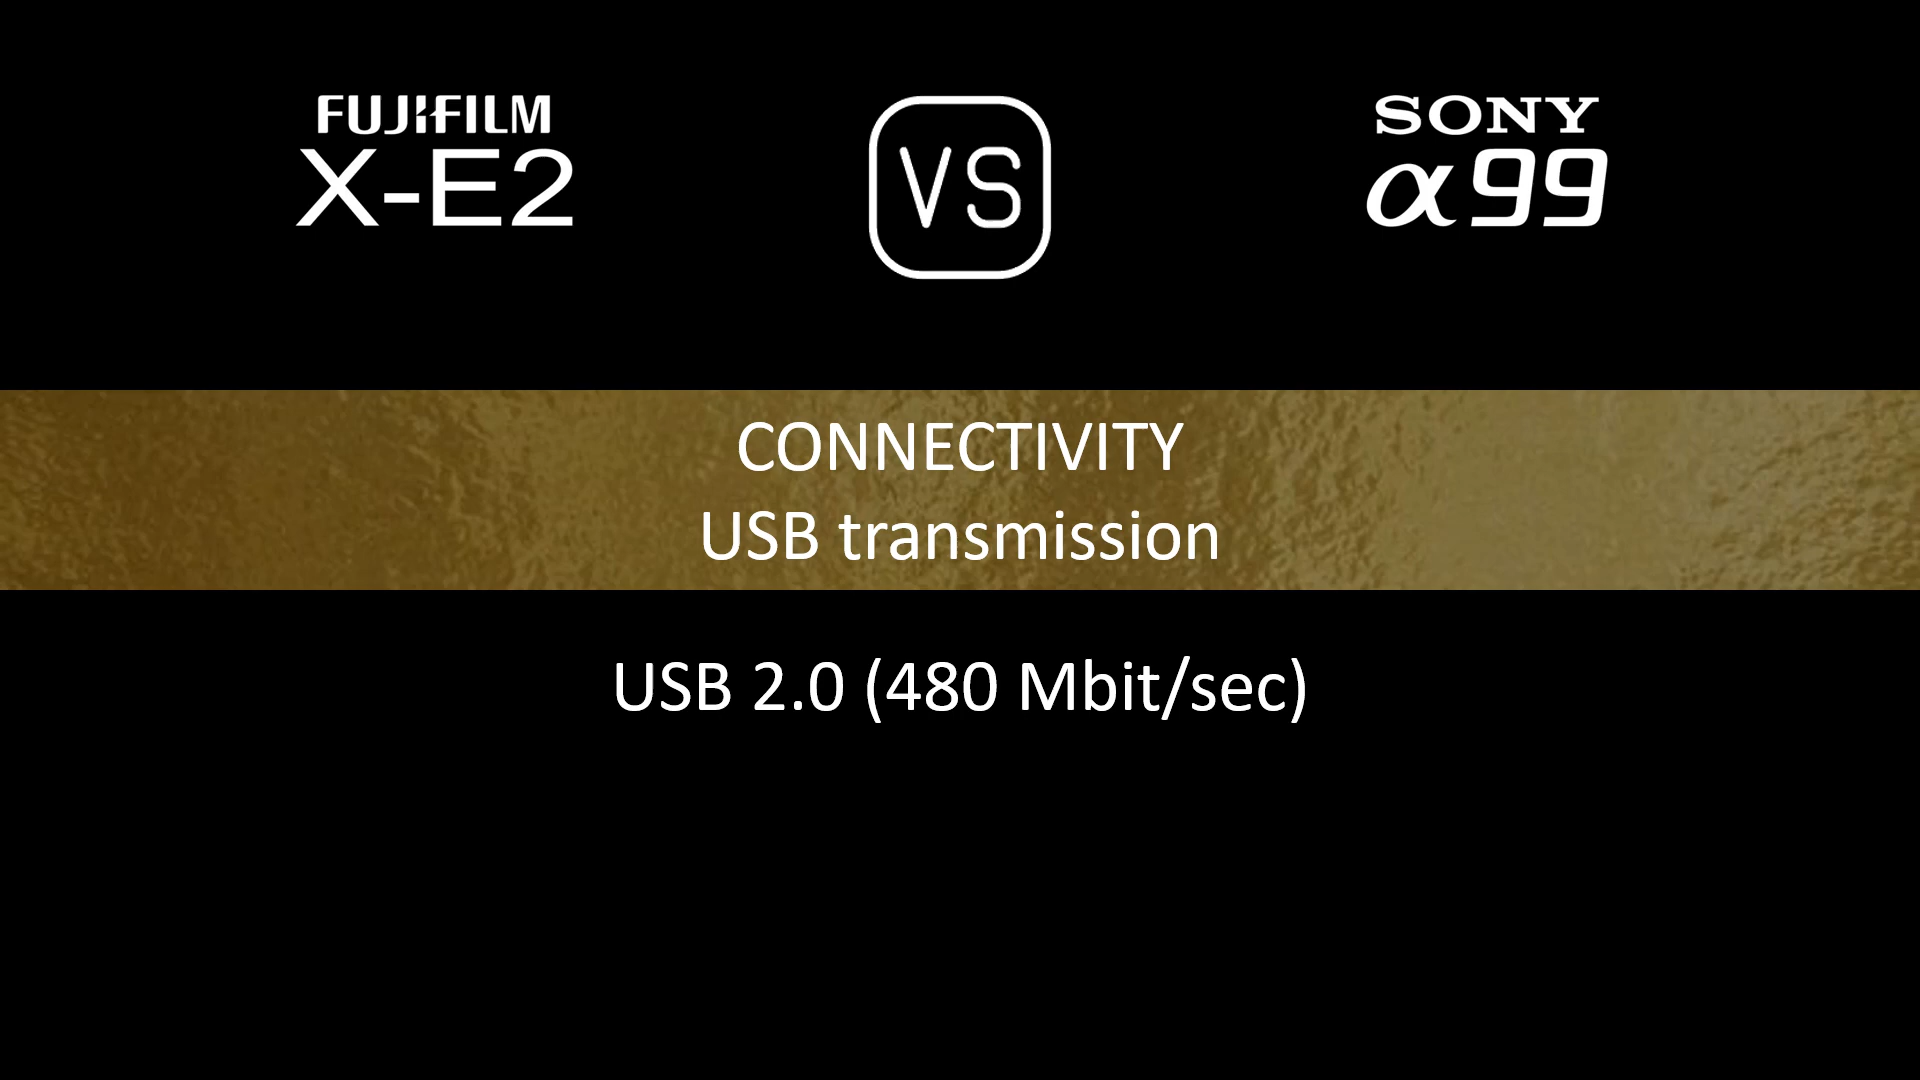 FUJIFILM
X-E2
VS
SONY
α99
CONNECTIVITY
USB transmission
USB 2.0 (480 Mbit/sec)